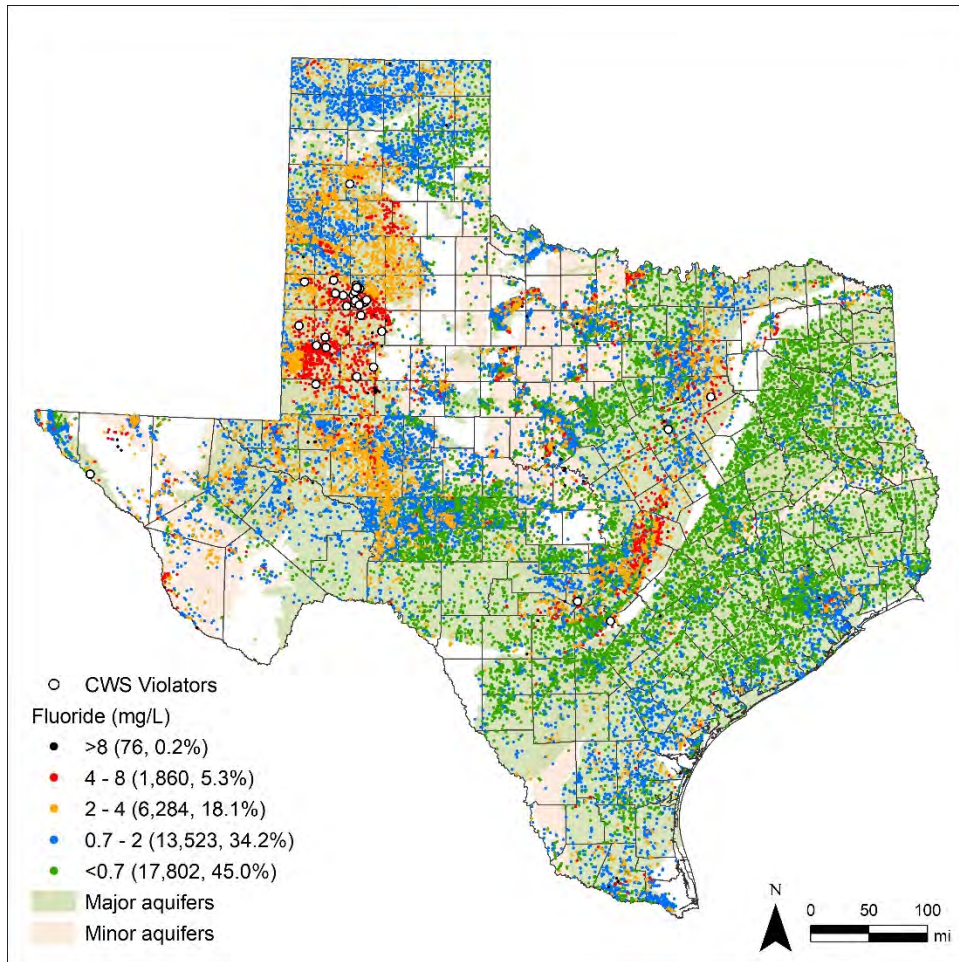 CWS Violators
Fluoride (mg/L)
>8 (76, 0.2%)
4 - 8 (1,860, 5.3%)
2 - 4 (6,284, 18.1%)
0.7 - 2 (13,523, 34.2%)
<0.7 (17,802, 45.0%)
Major aquifers
Minor aquifers
N
0 50 100
mi